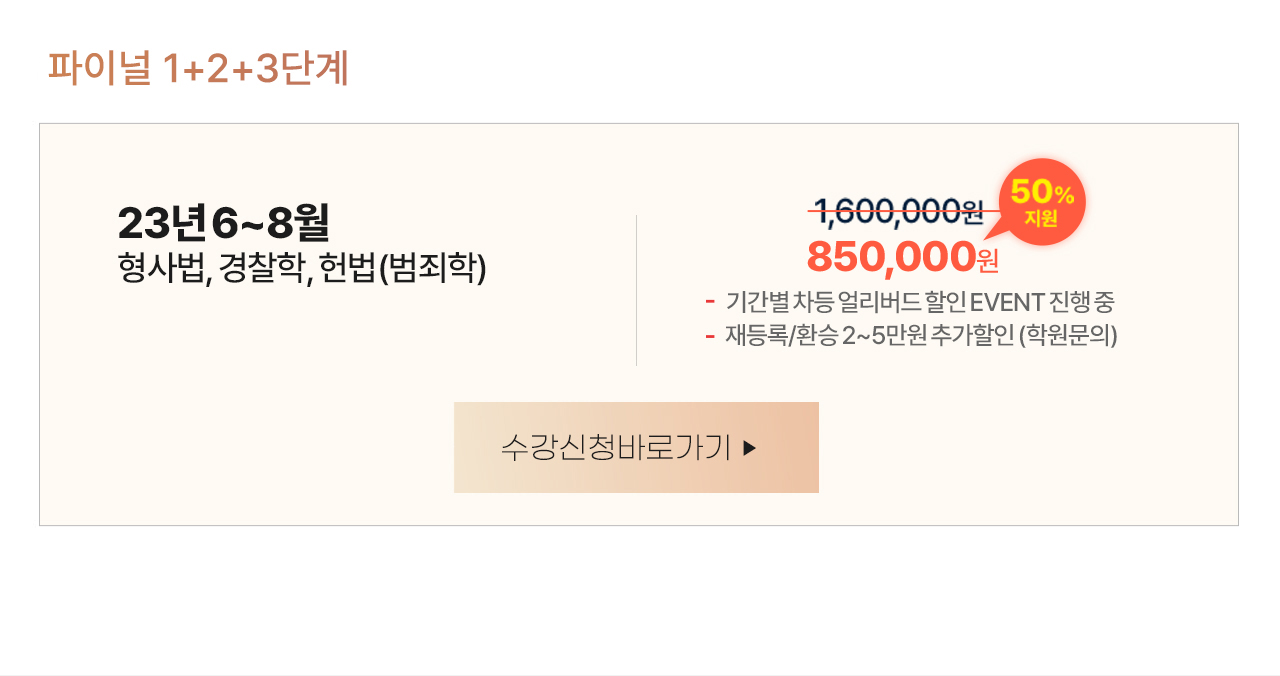 파이널 1+2+3단계
23년 6~8월
형사법, 경찰학, 헌법(범죄학)
1,600,000원
50%
지원
850,000원
- 기간별 차등 얼리버드 할인 EVENT 진행 중
- 재등록/환승 2~5만원 추가할인 (학원문의)
수강신청바로가기 ▶